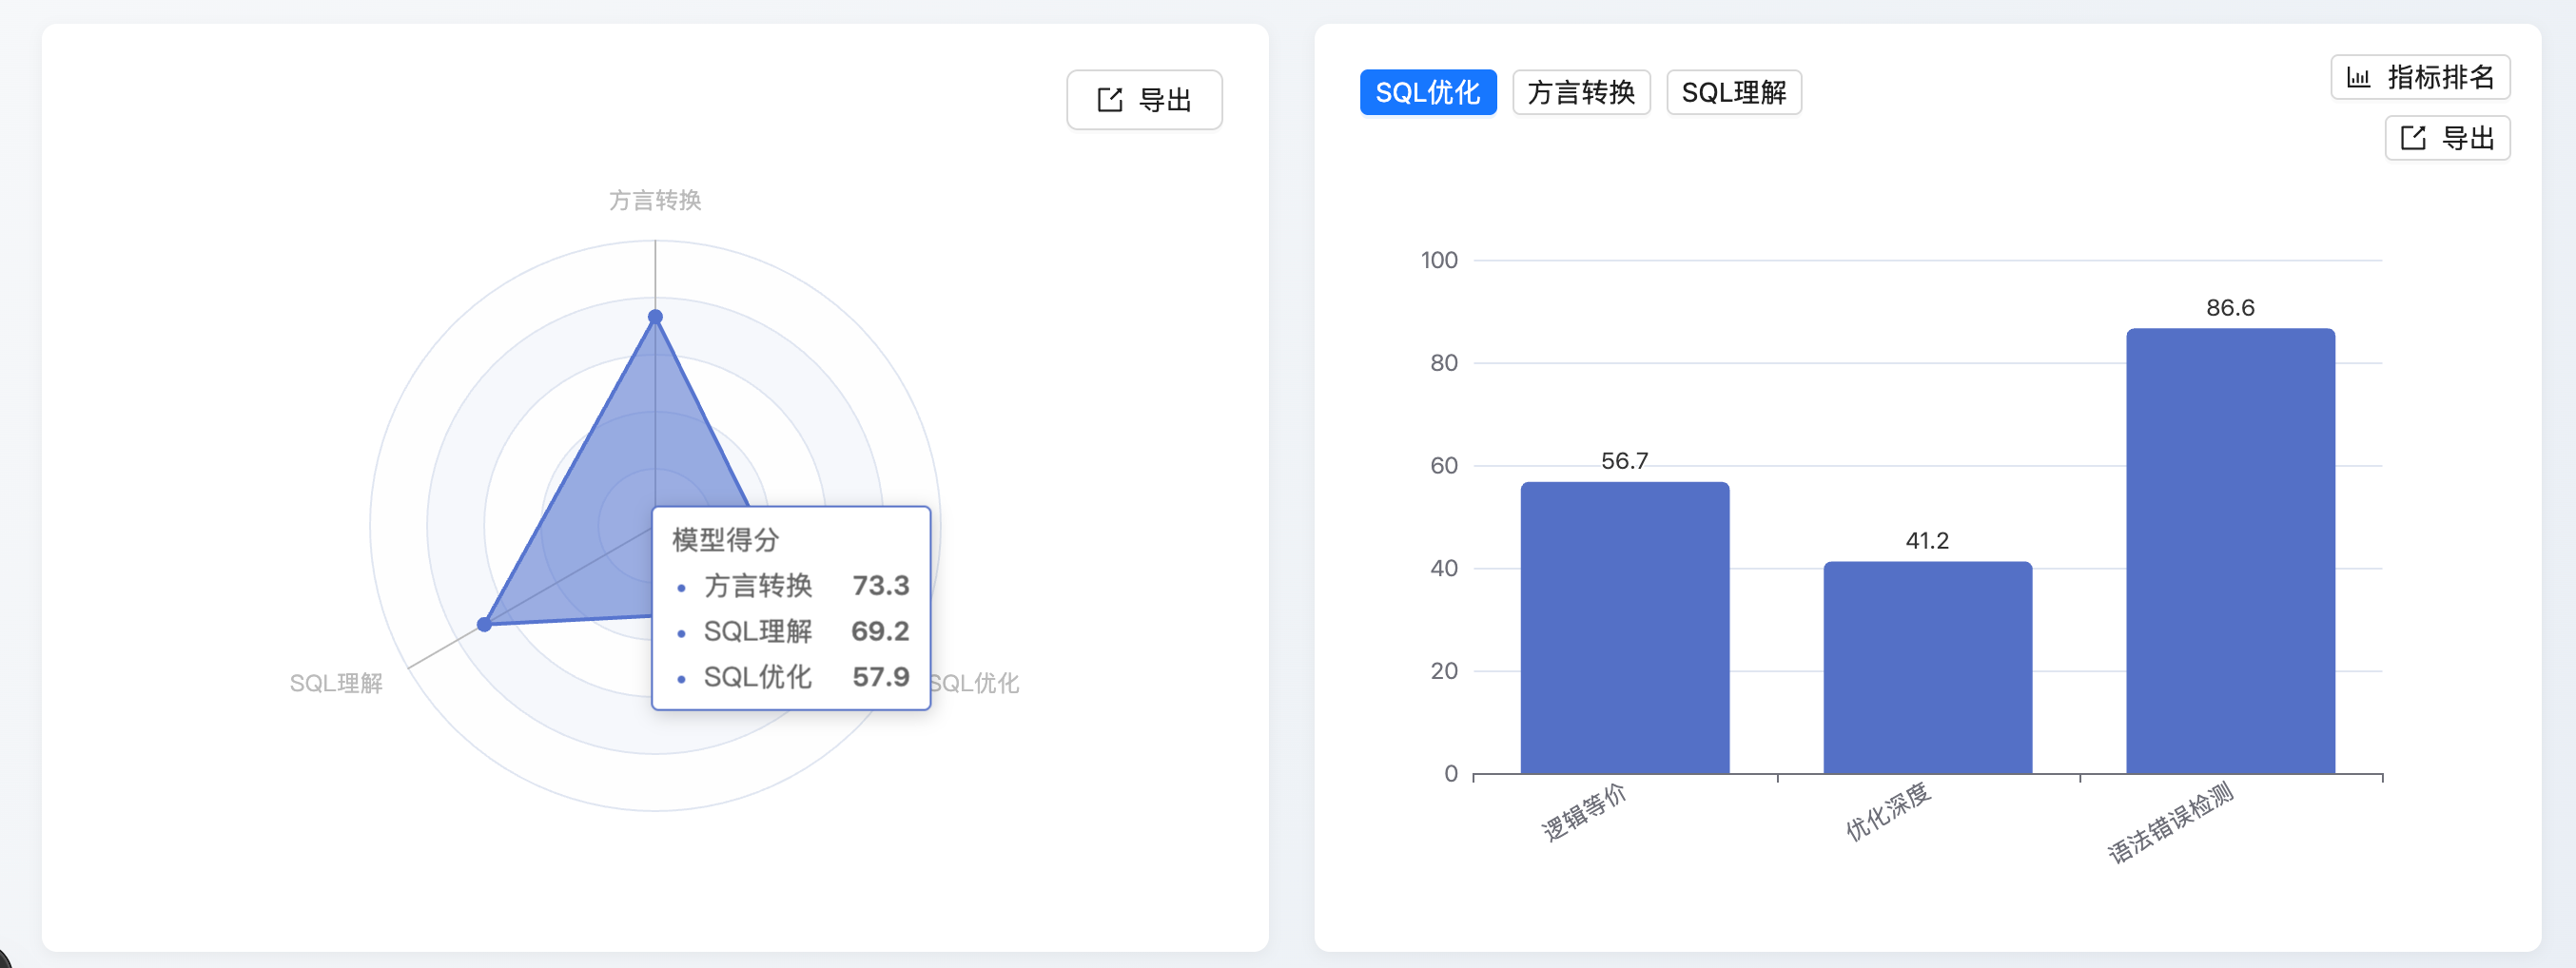 导出
方言转换
SQL理解
SQL优化
模型得分
方言转换 73.3
SQL理解 69.2
SQL优化 57.9
SQL优化 方言转换 SQL理解
指标排名
导出
100
80
60
40
20
0
56.7
41.2
86.6
逻辑等价
优化深度
语法错误检测